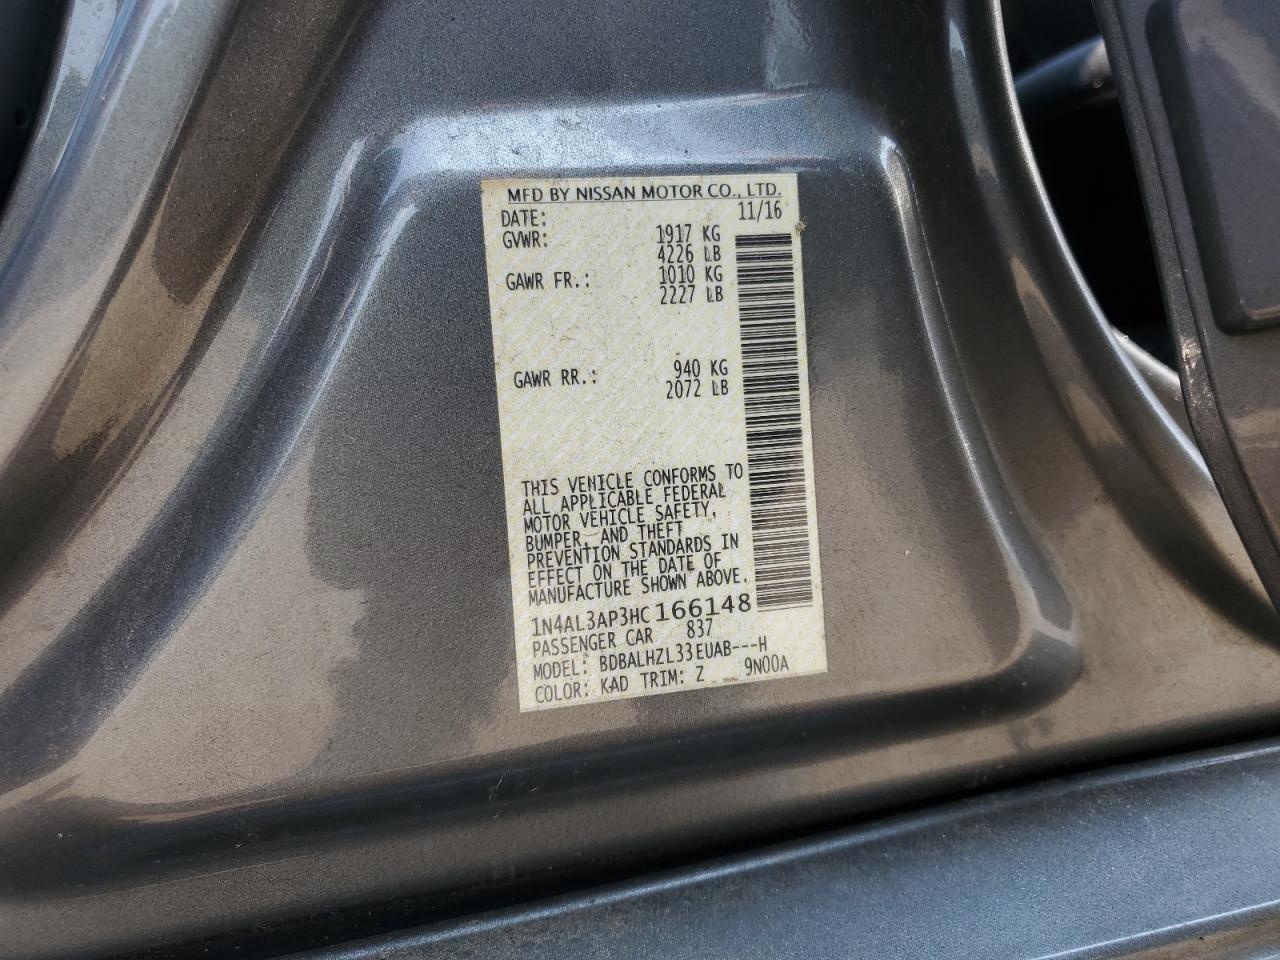 MFD BY NISSAN MOTOR CO., LTD.
DATE: 11/16
GVWR: 1917 KG
4226 LB
GAWR FR.: 1010 KG
2227 LB
GAWR RR.: 940 KG
2072 LB
THIS VEHICLE CONFORMS TO
ALL APPLICABLE FEDERAL
MOTOR VEHICLE SAFETY,
BUMPER, AND THEFT
PREVENTION STANDARDS IN
EFFECT ON THE DATE OF
MANUFACTURE SHOWN ABOVE.
1N4AL3AP3HC166148
PASSENGER CAR 837
MODEL: BDBALHZL33EUAB---H
COLOR: KAD TRIM: Z 9N00A